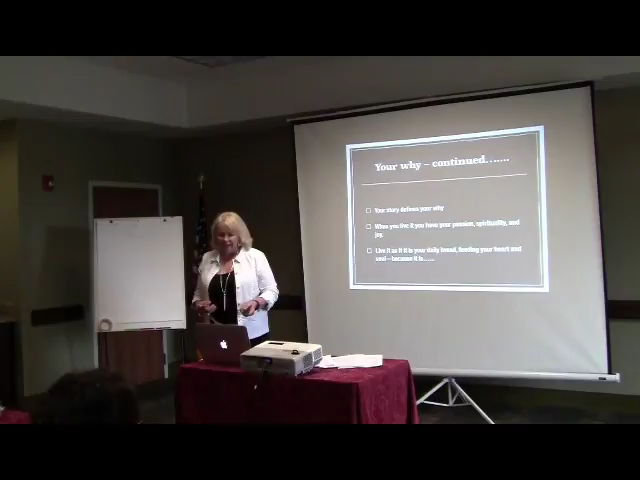 Your why – continued…….
Your story defines your why
When you live it you have your passion, spirituality, and
joy.
Live it as if it is your daily bread, feeding your heart and
soul – because it is……